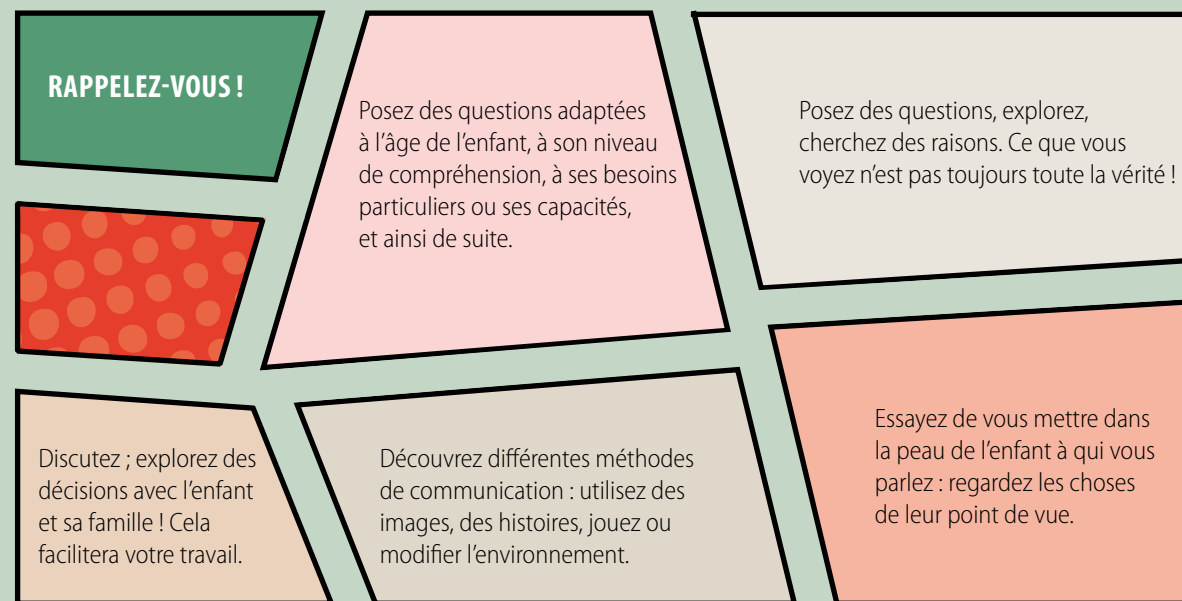 RAPPELEZ-VOUS !
Posez des questions adaptées
à l’âge de l’enfant, à son niveau
de compréhension, à ses besoins
particuliers ou ses capacités,
et ainsi de suite.
Posez des questions, explorez,
cherchez des raisons. Ce que vous
voyez n’est pas toujours toute la vérité !
Discutez ; explorez des
décisions avec l’enfant
et sa famille ! Cela
facilitera votre travail.
Découvrez différentes méthodes
de communication : utilisez des
images, des histoires, jouez ou
modifier l’environnement.
Essayez de vous mettre dans
la peau de l’enfant à qui vous
parlez : regardez les choses
de leur point de vue.